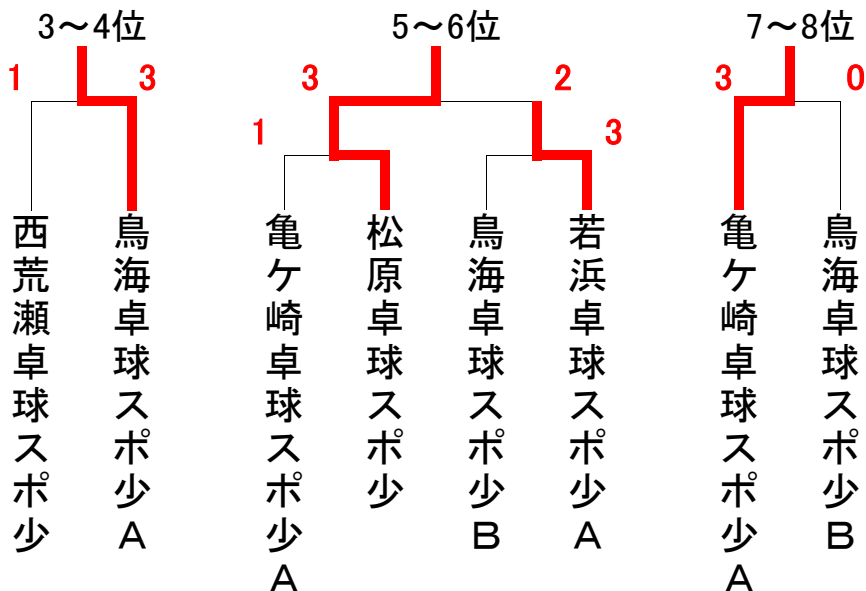 3～4位
5～6位
7～8位
1
3
3
2
3
0
1
3
西荒瀬卓球スポ少
鳥海卓球スポ少A
亀ケ崎卓球スポ少A
松原卓球スポ少
鳥海卓球スポ少B
若浜卓球スポ少A
亀ケ崎卓球スポ少A
鳥海卓球スポ少B